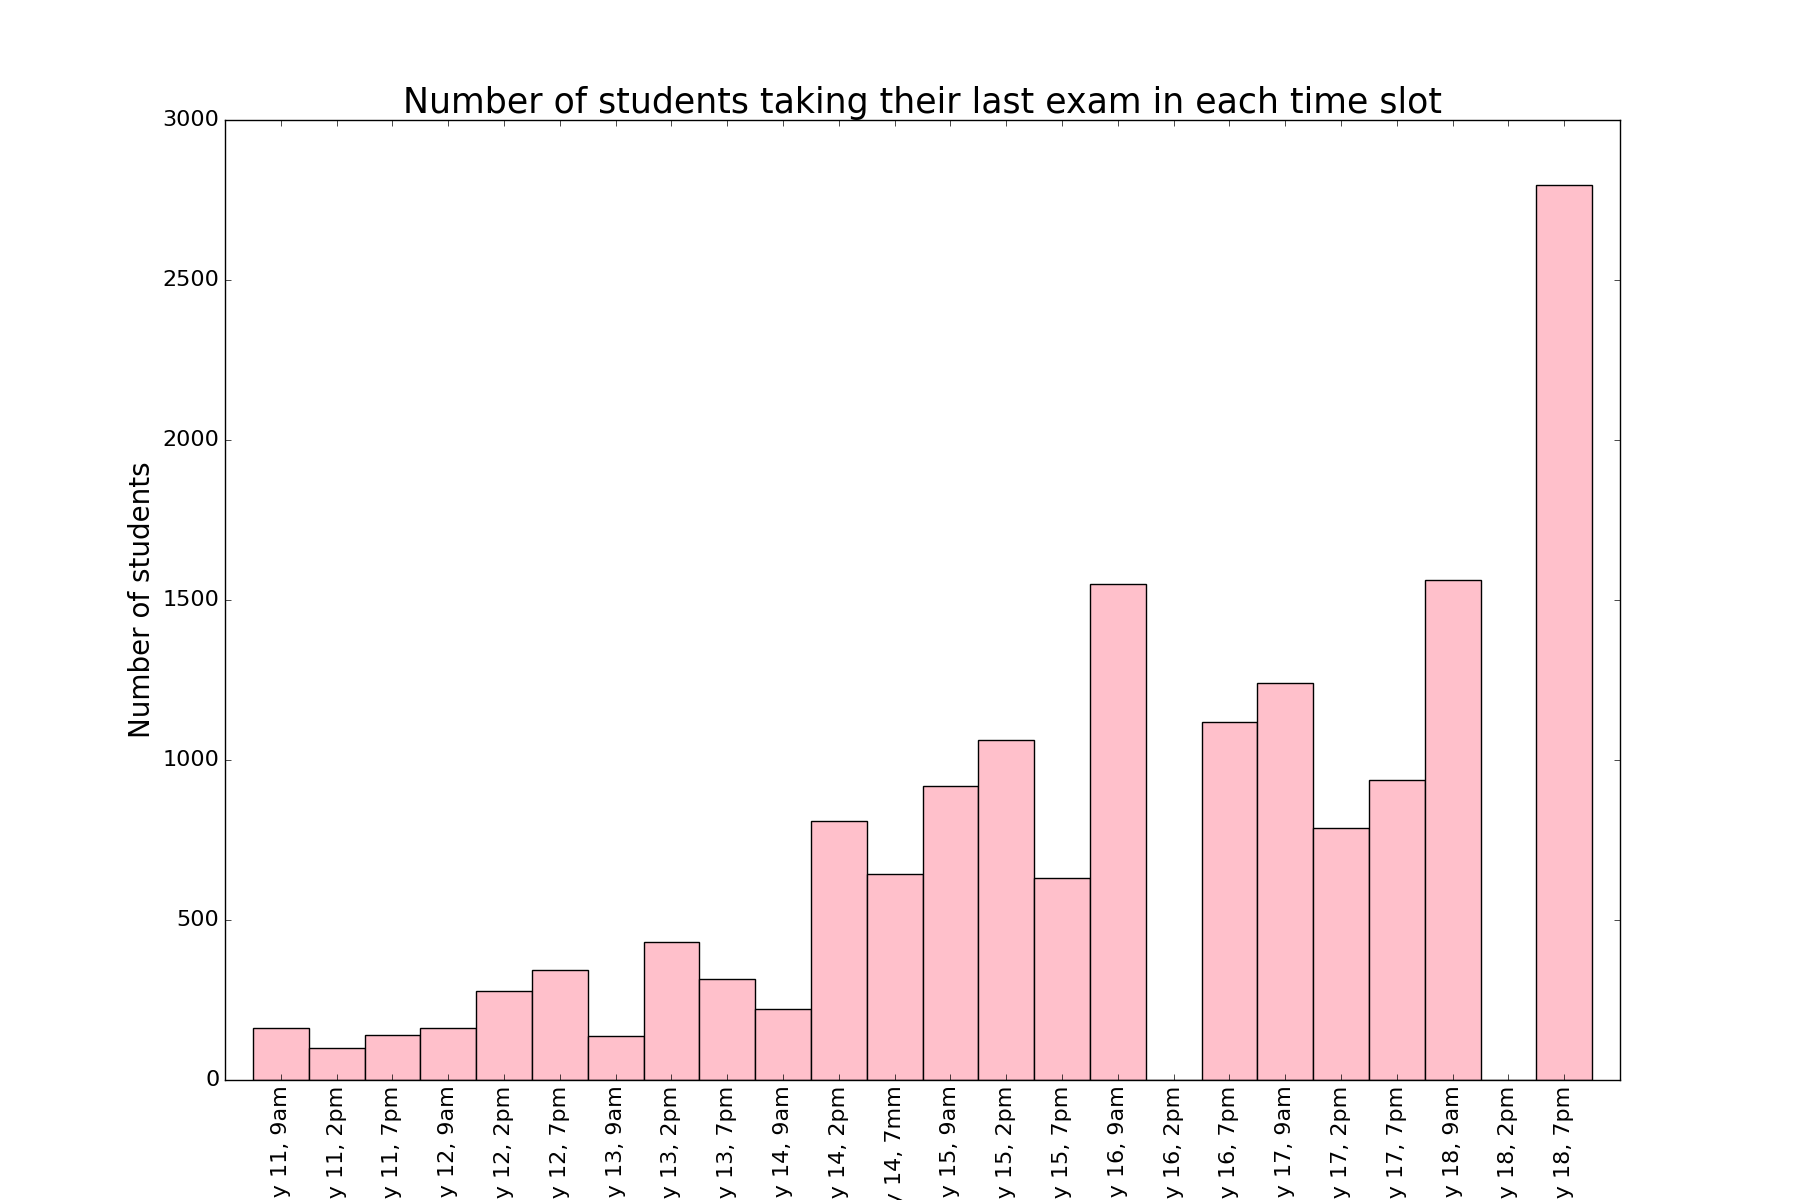 Number of students taking their last exam in each time slot
3000
2500
2000
1500
1000
500
0
Number of students
y 11, 9am
y 11, 2pm
y 11, 7pm
y 12, 9am
y 12, 2pm
y 12, 7pm
y 13, 9am
y 13, 2pm
y 13, 7pm
y 14, 9am
y 14, 2pm
y 14, 7mm
y 15, 9am
y 15, 2pm
y 15, 7pm
y 16, 9am
y 16, 2pm
y 16, 7pm
y 17, 9am
y 17, 2pm
y 17, 7pm
y 18, 9am
y 18, 2pm
y 18, 7pm